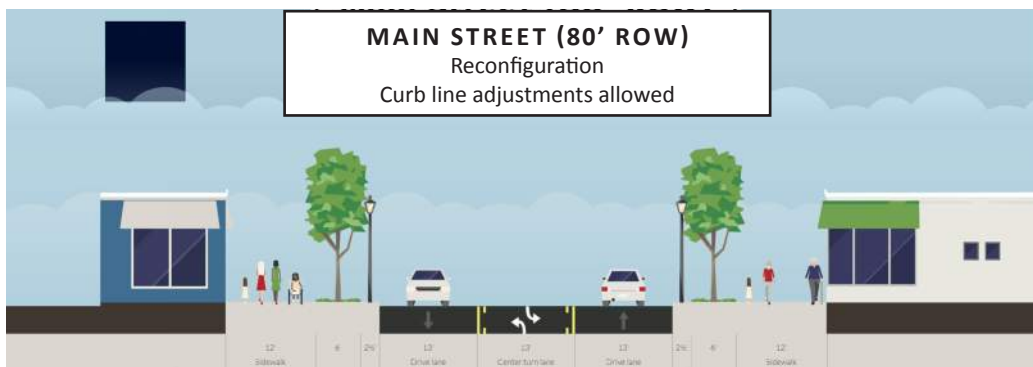 MAIN STREET (80’ ROW)
Reconfiguration
Curb line adjustments allowed
12' 6' 2½' 13' 13' 13' 2½' 6' 12'
Sidewalk Drive lane Center turn lane Drive lane Sidewalk